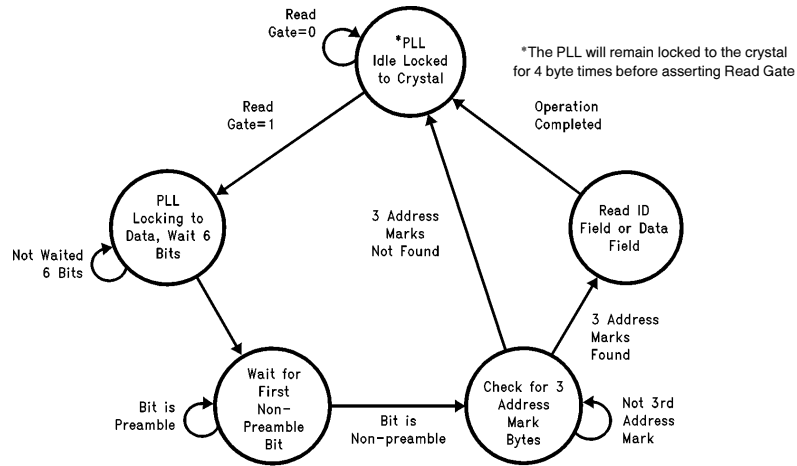 Read
Gate=0
*PLL
Idle Locked
to Crystal
*The PLL will remain locked to the crystal
for 4 byte times before asserting Read Gate
Read
Gate=1
Operation
Completed
PLL
Locking to
Data, Wait 6
Bits
Not Waited
6 Bits
3 Address
Marks
Not Found
Read ID
Field or Data
Field
3 Address
Marks
Found
Wait for
First
Non-
Preamble
Bit
Bit is
Preamble
Bit is
Non-preamble
Check for 3
Address
Mark
Bytes
Not 3rd
Address
Mark